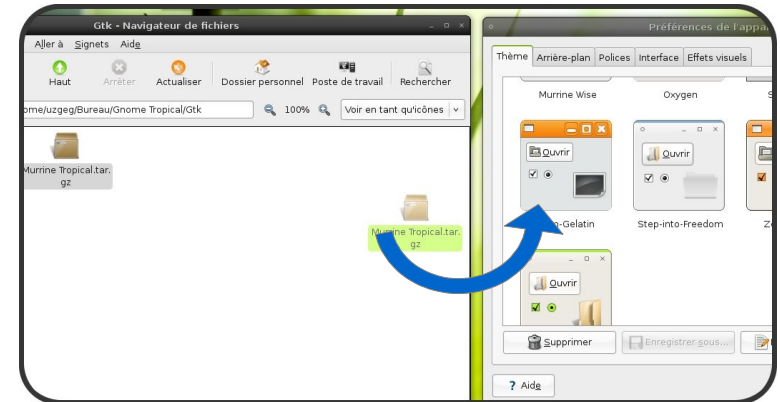 Gtk - Navigateur de fichiers
Aller à Signets Aide
Haut Arrêter Actualiser Dossier personnel Poste de travail Rechercher
ome/uzgeg/Bureau/Gnome Tropical/Gtk 100% Voir en tant qu'icônes
Murrine Tropical.tar.
gz
Murrine Tropical.tar.
gz
Préférences de l'appa
Thème Arrière-plan Polices Interface Effets visuels
Murrine Wise Oxygen S
Ouvrir Ouvrir
-Gelatin Step-into-Freedom Z
Ouvrir
Supprimer Enregistrer sous...
? Aide